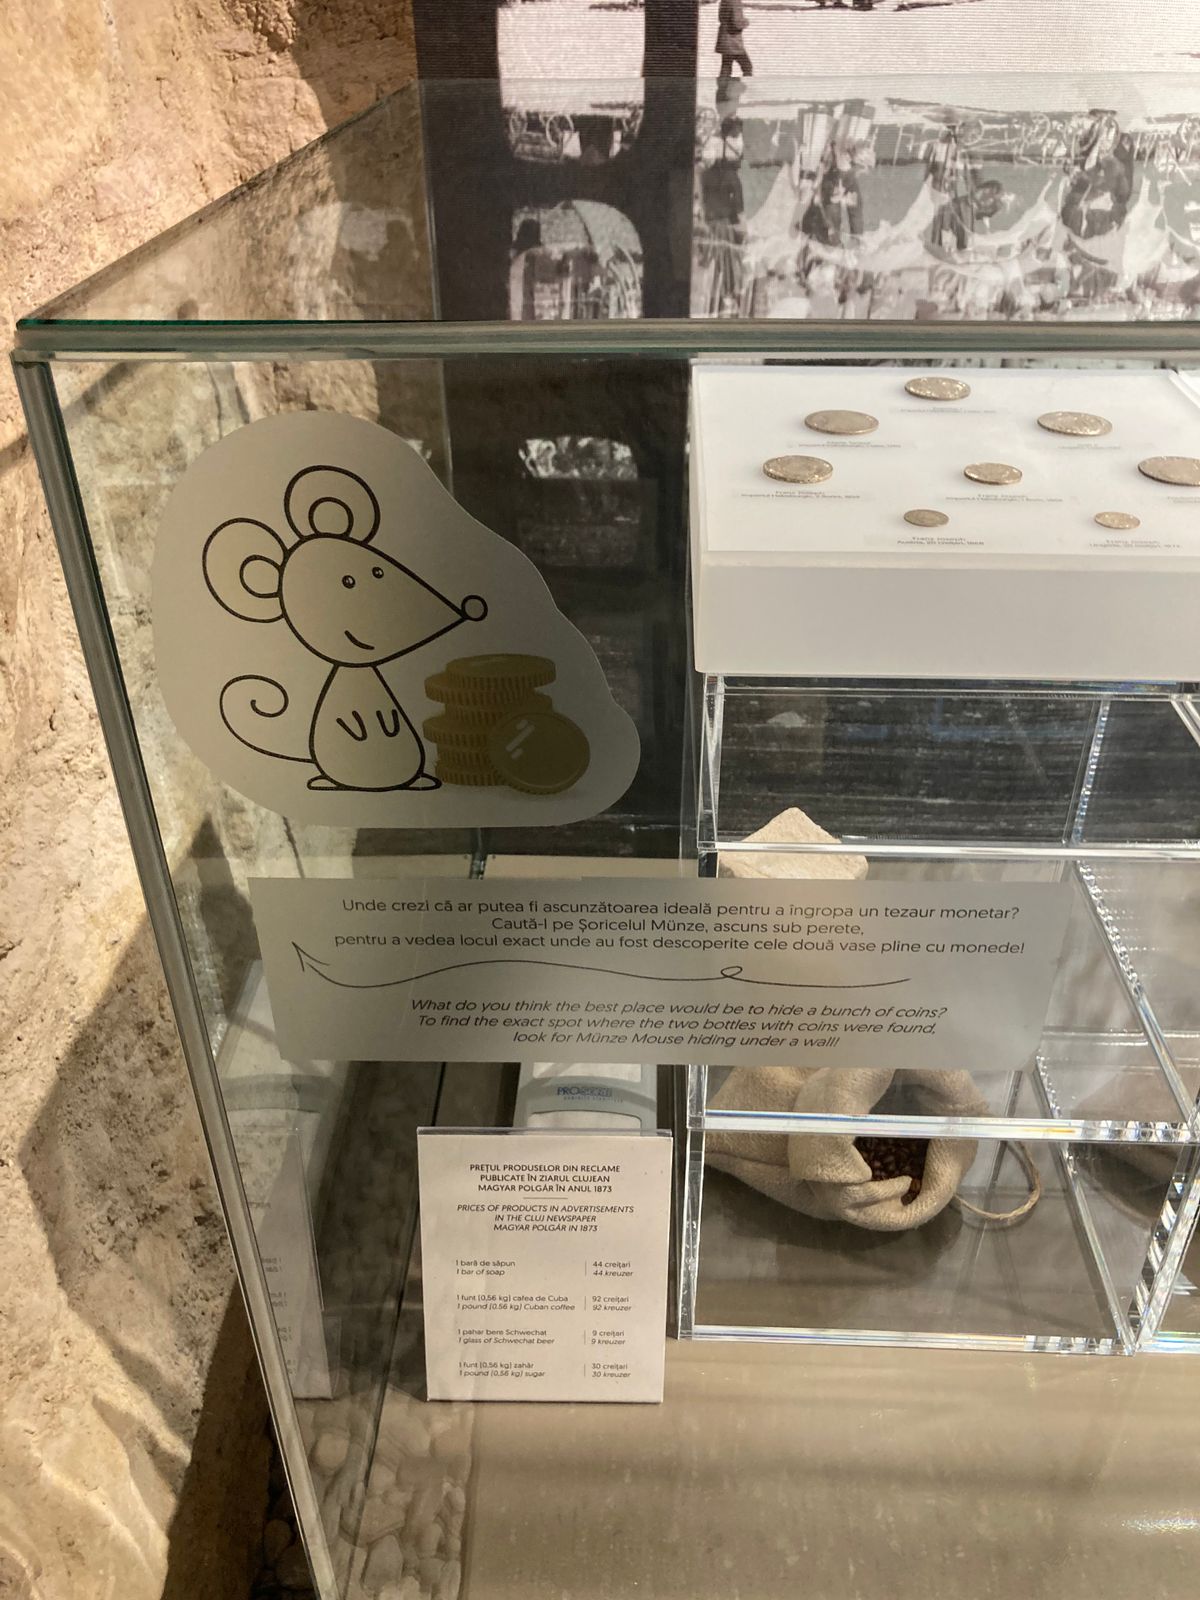 Franz Joseph
Franz Joseph
Franz Joseph
Unde crezi că ar putea fi ascunzătoarea ideală pentru a îngropa un tezaur monetar?
Caută-l pe Șoricelul Münze, ascuns sub perete,
pentru a vedea locul exact unde au fost descoperite cele două vase pline cu monede!
What do you think the best place would be to hide a bunch of coins?
To find the exact spot where the two bottles with coins were found,
look for Münze Mouse hiding under a wall!
PREȚUL PRODUSELOR DIN RECLAME
PUBLICATE ÎN ZIARUL CLUJEAN
MAGYAR POLGÁR ÎN ANUL 1873
PRICES OF PRODUCTS IN ADVERTISEMENTS
IN THE CLUJ NEWSPAPER
MAGYAR POLGÁR IN 1873
1 bară de săpun 44 creițari
1 bar of soap 44 kreuzer
1 funt (0,56 kg) cafea de Cuba 92 creițari
1 pound (0.56 kg) Cuban coffee 92 kreuzer
1 pahar bere Schwechat 9 creițari
1 glass of Schwechat beer 9 kreuzer
1 funt (0,56 kg) zahăr 30 creițari
1 pound (0,56 kg) sugar 30 kreuzer